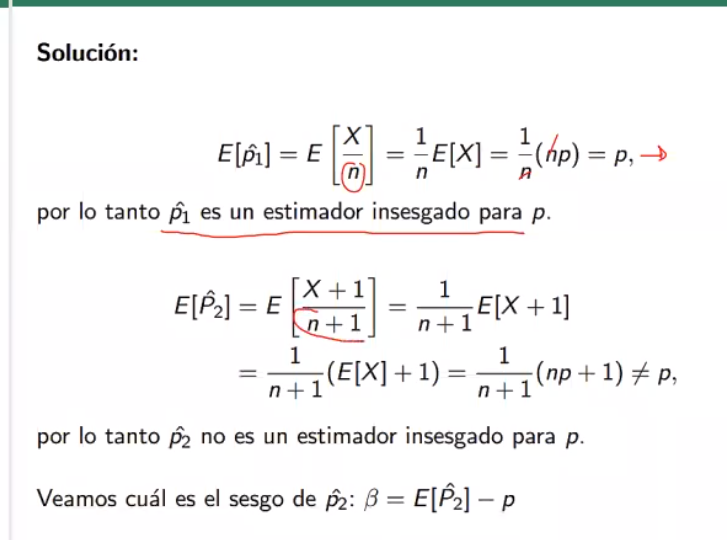 Solución:
E[p̂₁] = E [X/n] = 1/n E[X] = 1/n (np) = p, →
por lo tanto p̂₁ es un estimador insesgado para p.
E[P̂₂] = E [(X + 1)/(n + 1)] = 1/(n + 1) E[X + 1]
= 1/(n + 1) (E[X] + 1) = 1/(n + 1) (np + 1) ≠ p,
por lo tanto p̂₂ no es un estimador insesgado para p.
Veamos cuál es el sesgo de p̂₂: β = E[P̂₂] − p